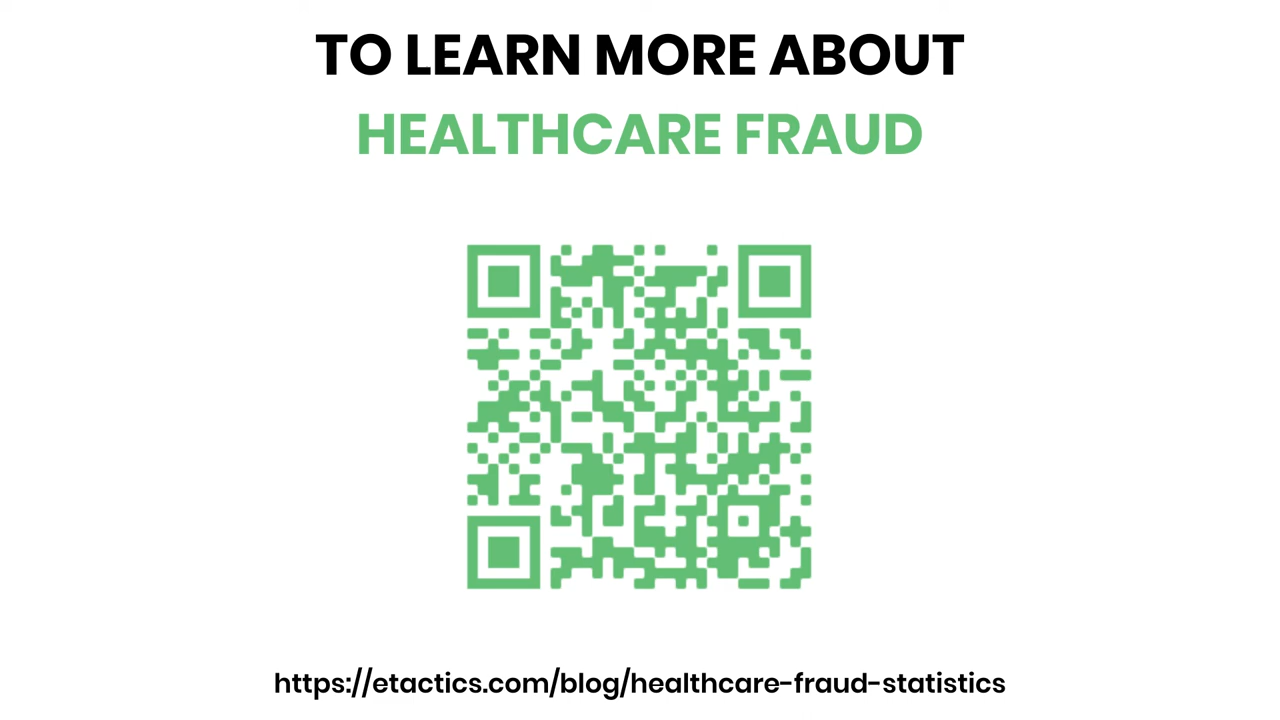 TO LEARN MORE ABOUT
HEALTHCARE FRAUD
https://etactics.com/blog/healthcare-fraud-statistics